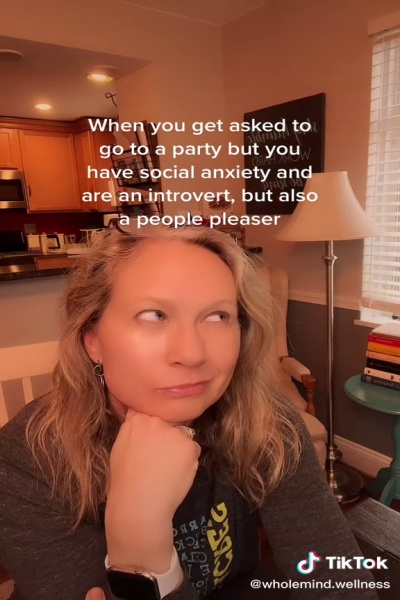 When you get asked to
go to a party but you
have social anxiety and
are an introvert, but also
a people pleaser
TikTok
@wholemind.wellness